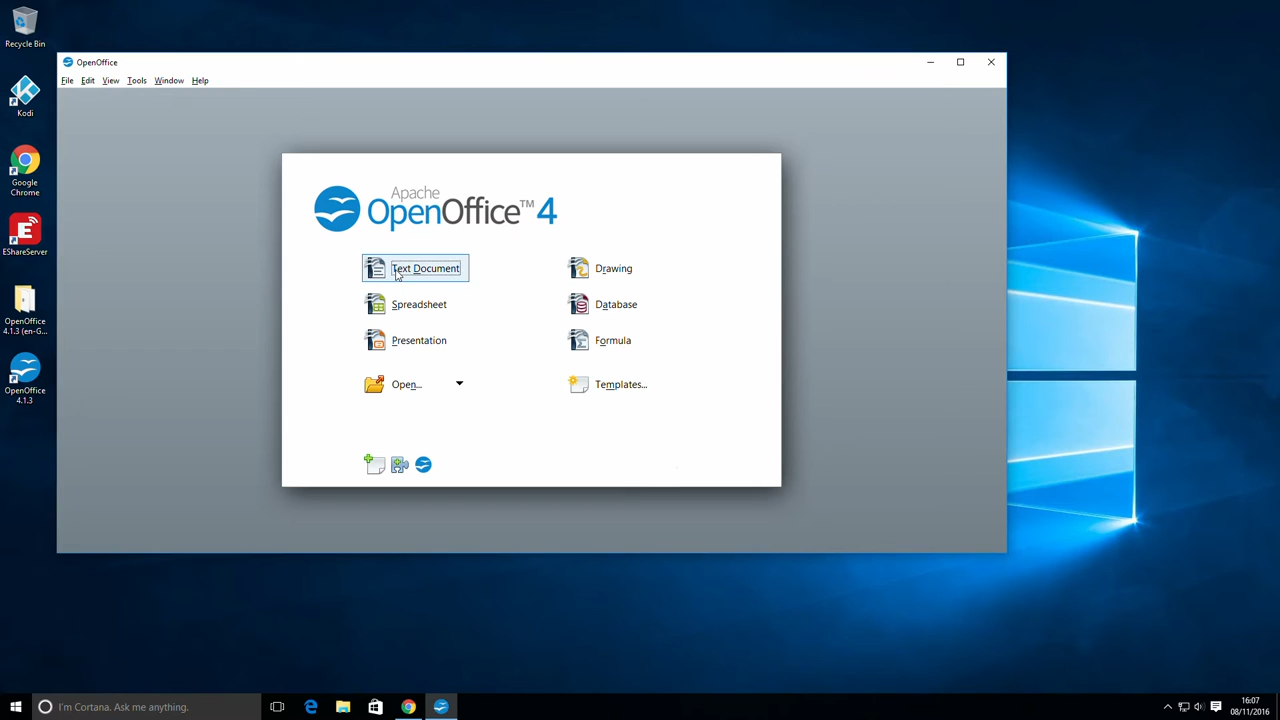 Recycle Bin
Kodi
Google
Chrome
EShareServer
OpenOffice
4.1.3 (en-G...
OpenOffice
4.1.3
OpenOffice
File Edit View Tools Window Help
Apache
OpenOffice™ 4
Text Document
Drawing
Spreadsheet
Database
Presentation
Formula
Open...
Templates...
I'm Cortana. Ask me anything.
16:07
08/11/2016